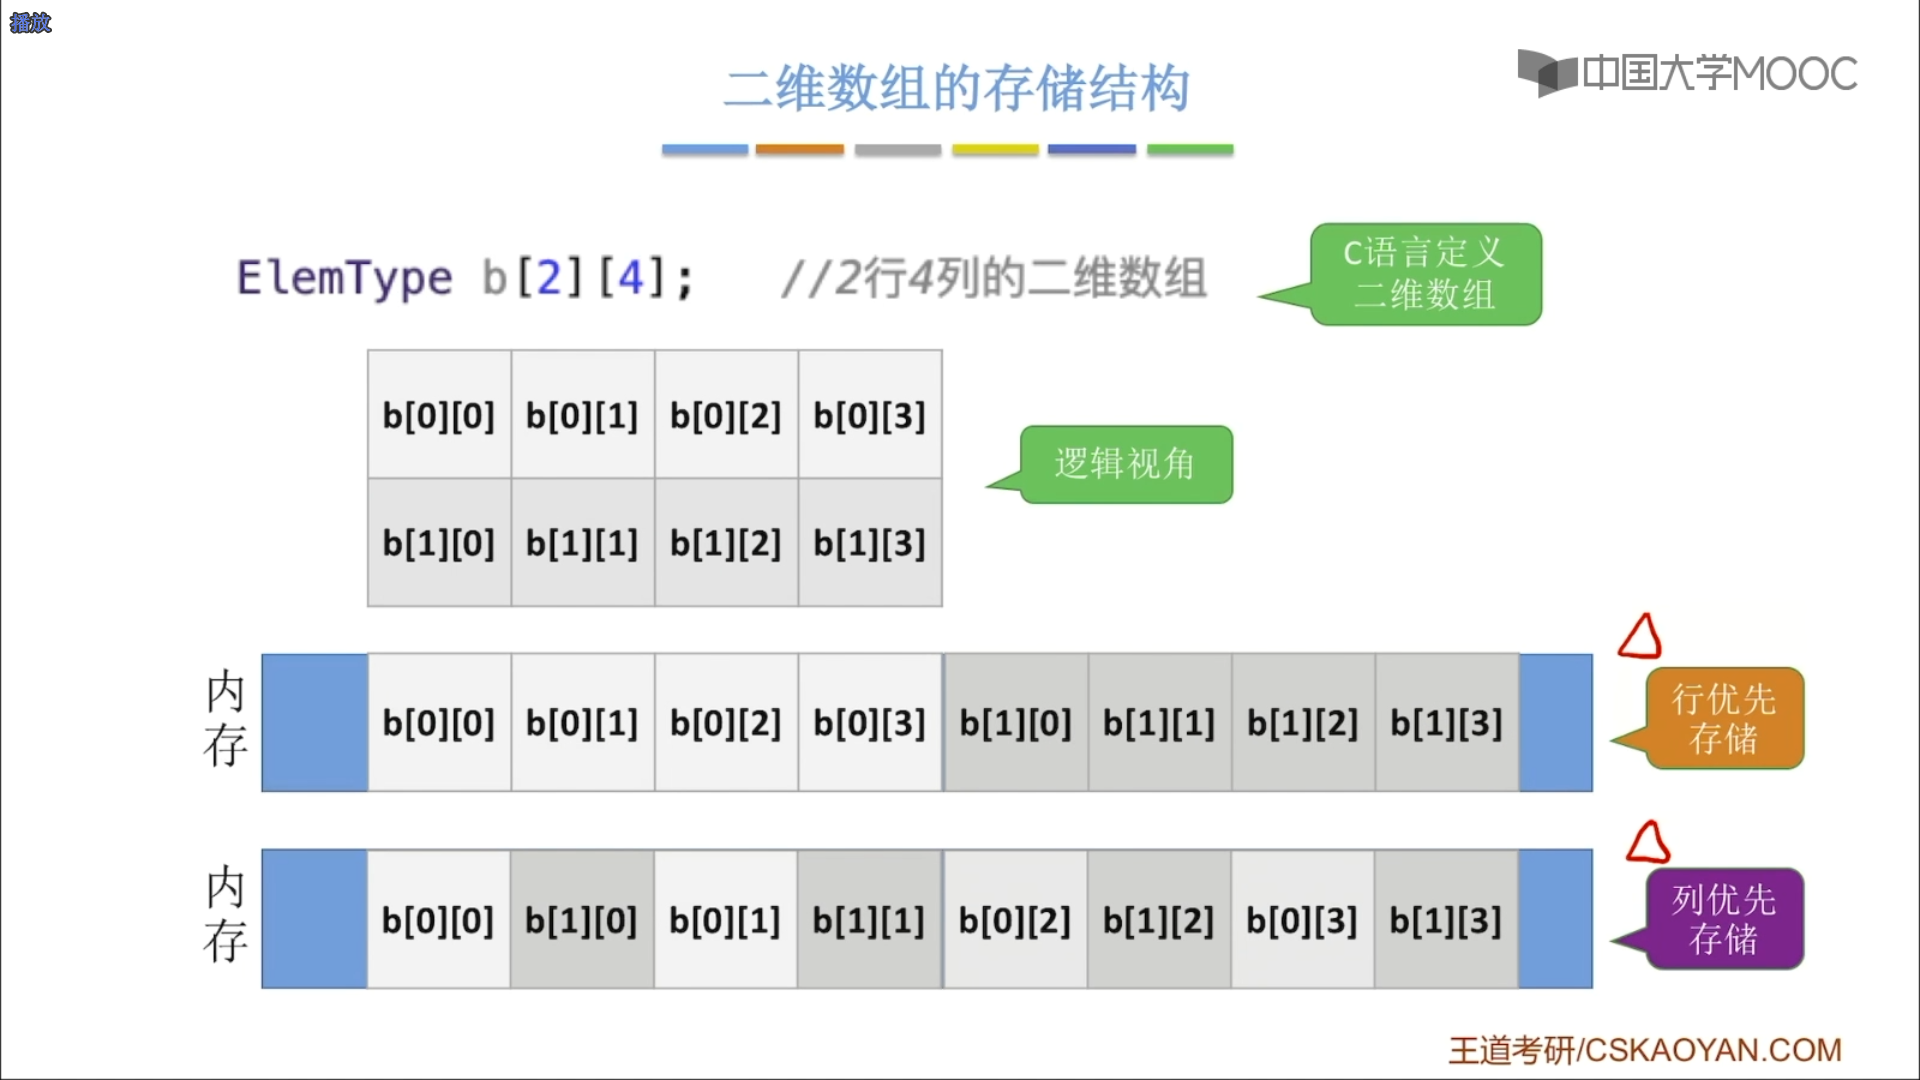 播放
二维数组的存储结构
中国大学MOOC
ElemType b[2][4];    //2行4列的二维数组
C语言定义
二维数组
b[0][0] b[0][1] b[0][2] b[0][3]
b[1][0] b[1][1] b[1][2] b[1][3]
逻辑视角
内存
b[0][0] b[0][1] b[0][2] b[0][3] b[1][0] b[1][1] b[1][2] b[1][3]
行优先
存储
内存
b[0][0] b[1][0] b[0][1] b[1][1] b[0][2] b[1][2] b[0][3] b[1][3]
列优先
存储
王道考研/CSKAOYAN.COM